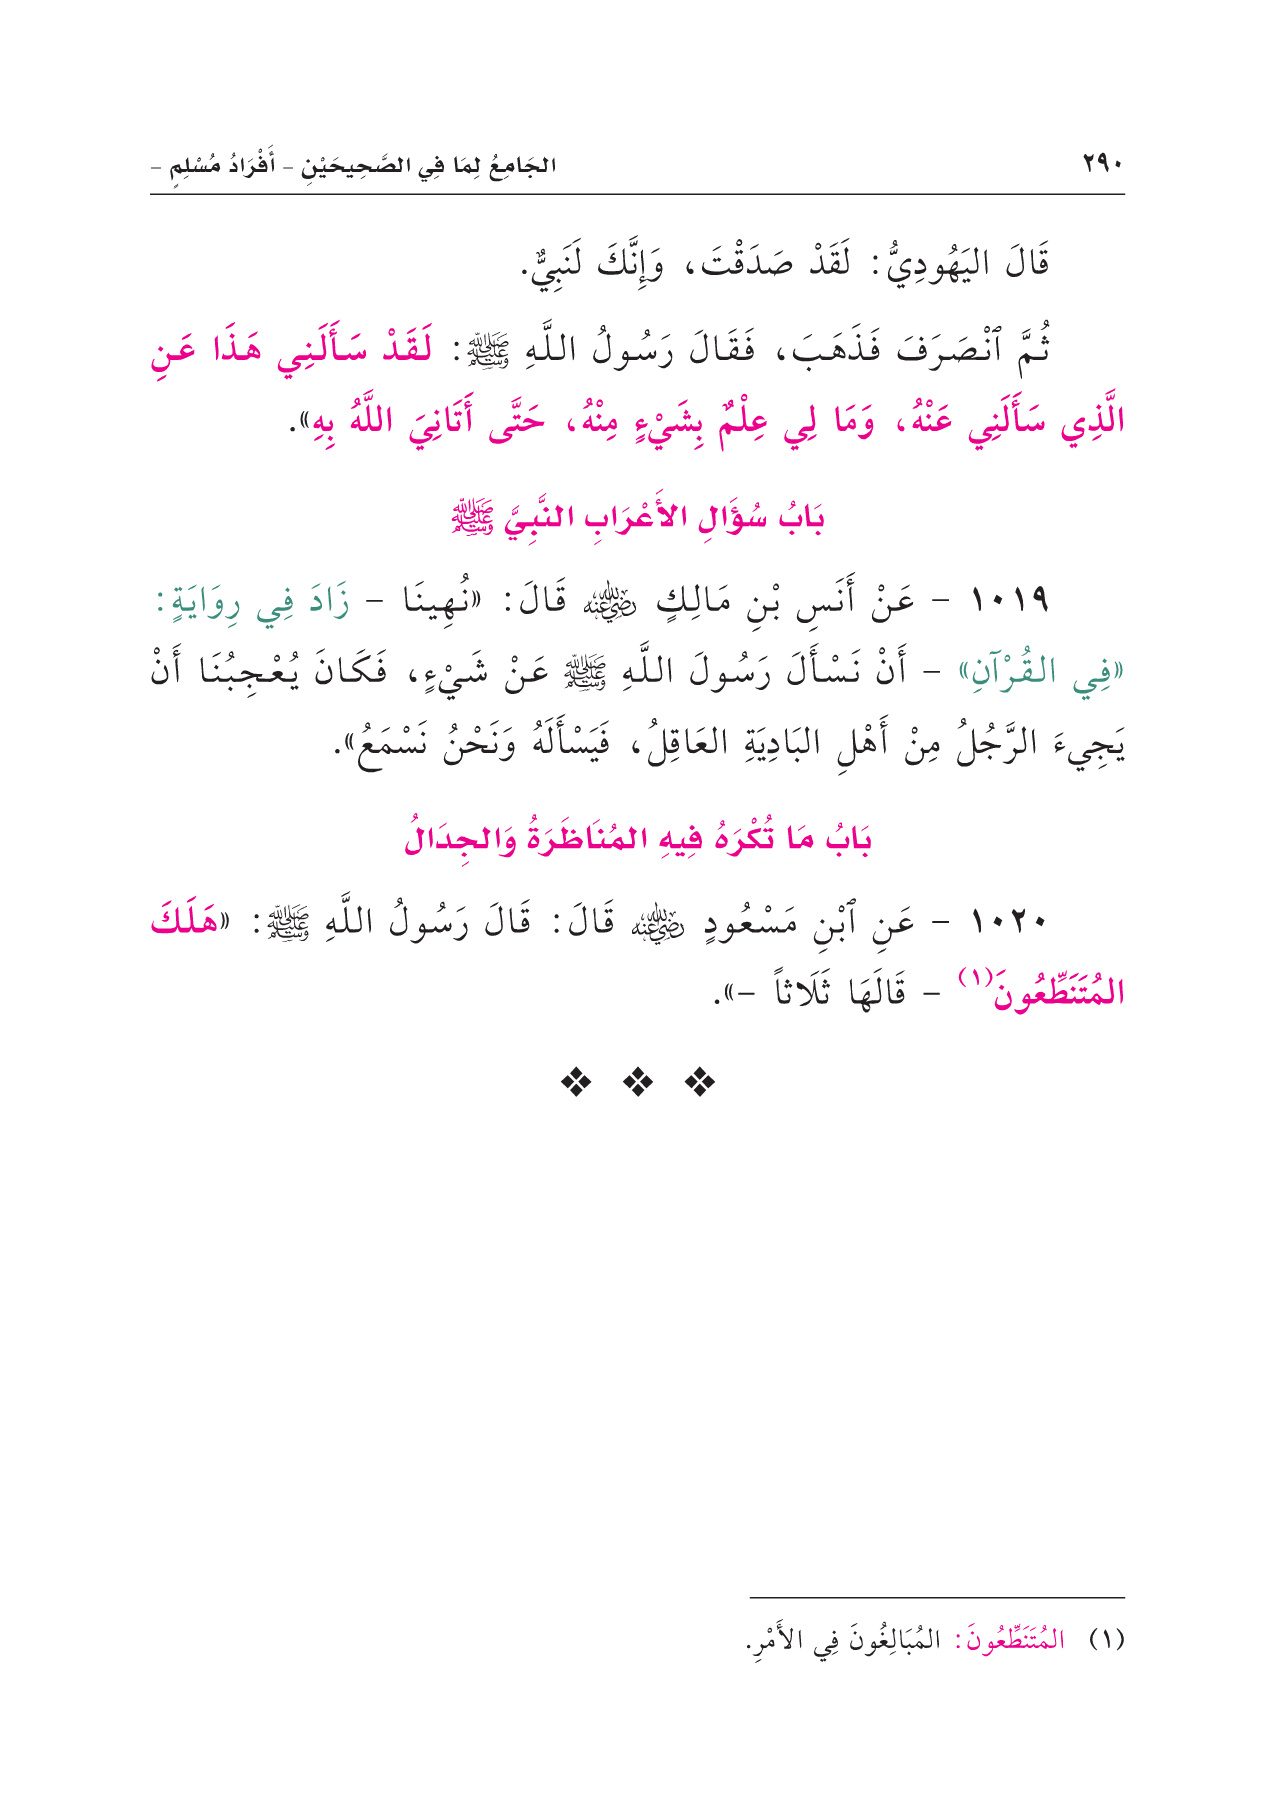 ٢٩٠
الجَامِعُ لِمَا فِي الصَّحِيحَيْنِ – أَفْرَادُ مُسْلِمٍ –
قَالَ اليَهُودِيُّ: لَقَدْ صَدَقْتَ، وَإِنَّكَ لَنَبِيٌّ.
ثُمَّ ٱنْصَرَفَ فَذَهَبَ، فَقَالَ رَسُولُ اللَّهِ ﷺ: لَقَدْ سَأَلَنِي هَذَا عَنِ
الَّذِي سَأَلَنِي عَنْهُ، وَمَا لِي عِلْمٌ بِشَيْءٍ مِنْهُ، حَتَّى أَتَانِيَ اللَّهُ بِهِ».
بَابُ سُؤَالِ الأَعْرَابِ النَّبِيَّ ﷺ
١٠١٩ – عَنْ أَنَسِ بْنِ مَالِكٍ رضي الله عنه قَالَ: «نُهِينَا – زَادَ فِي رِوَايَةٍ:
«فِي القُرْآنِ» – أَنْ نَسْأَلَ رَسُولَ اللَّهِ ﷺ عَنْ شَيْءٍ، فَكَانَ يُعْجِبُنَا أَنْ
يَجِيءَ الرَّجُلُ مِنْ أَهْلِ البَادِيَةِ العَاقِلُ، فَيَسْأَلَهُ وَنَحْنُ نَسْمَعُ».
بَابُ مَا تُكْرَهُ فِيهِ المُنَاظَرَةُ وَالجِدَالُ
١٠٢٠ – عَنِ ٱبْنِ مَسْعُودٍ رضي الله عنه قَالَ: قَالَ رَسُولُ اللَّهِ ﷺ: «هَلَكَ
المُتَنَطِّعُونَ(١) – قَالَهَا ثَلَاثاً –».
❖ ❖ ❖
(١) المُتَنَطِّعُونَ: المُبَالِغُونَ فِي الأَمْرِ.